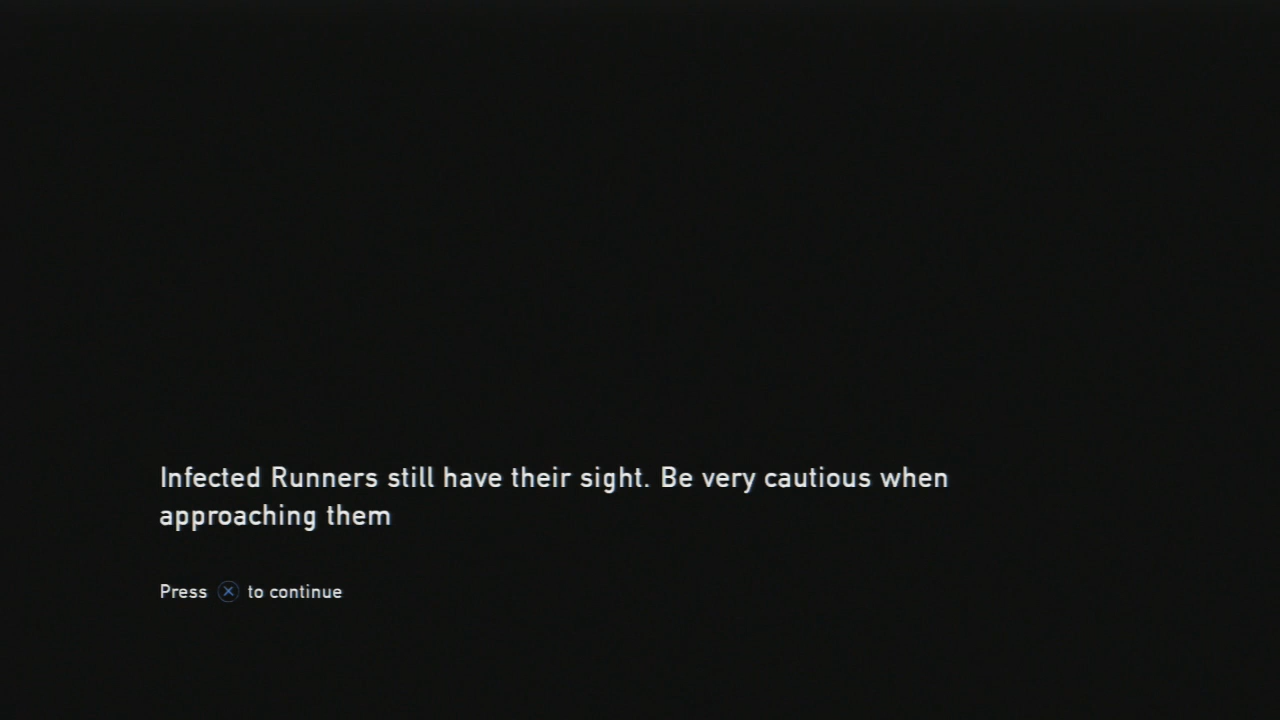 Infected Runners still have their sight. Be very cautious when
approaching them
Press ⓧ to continue